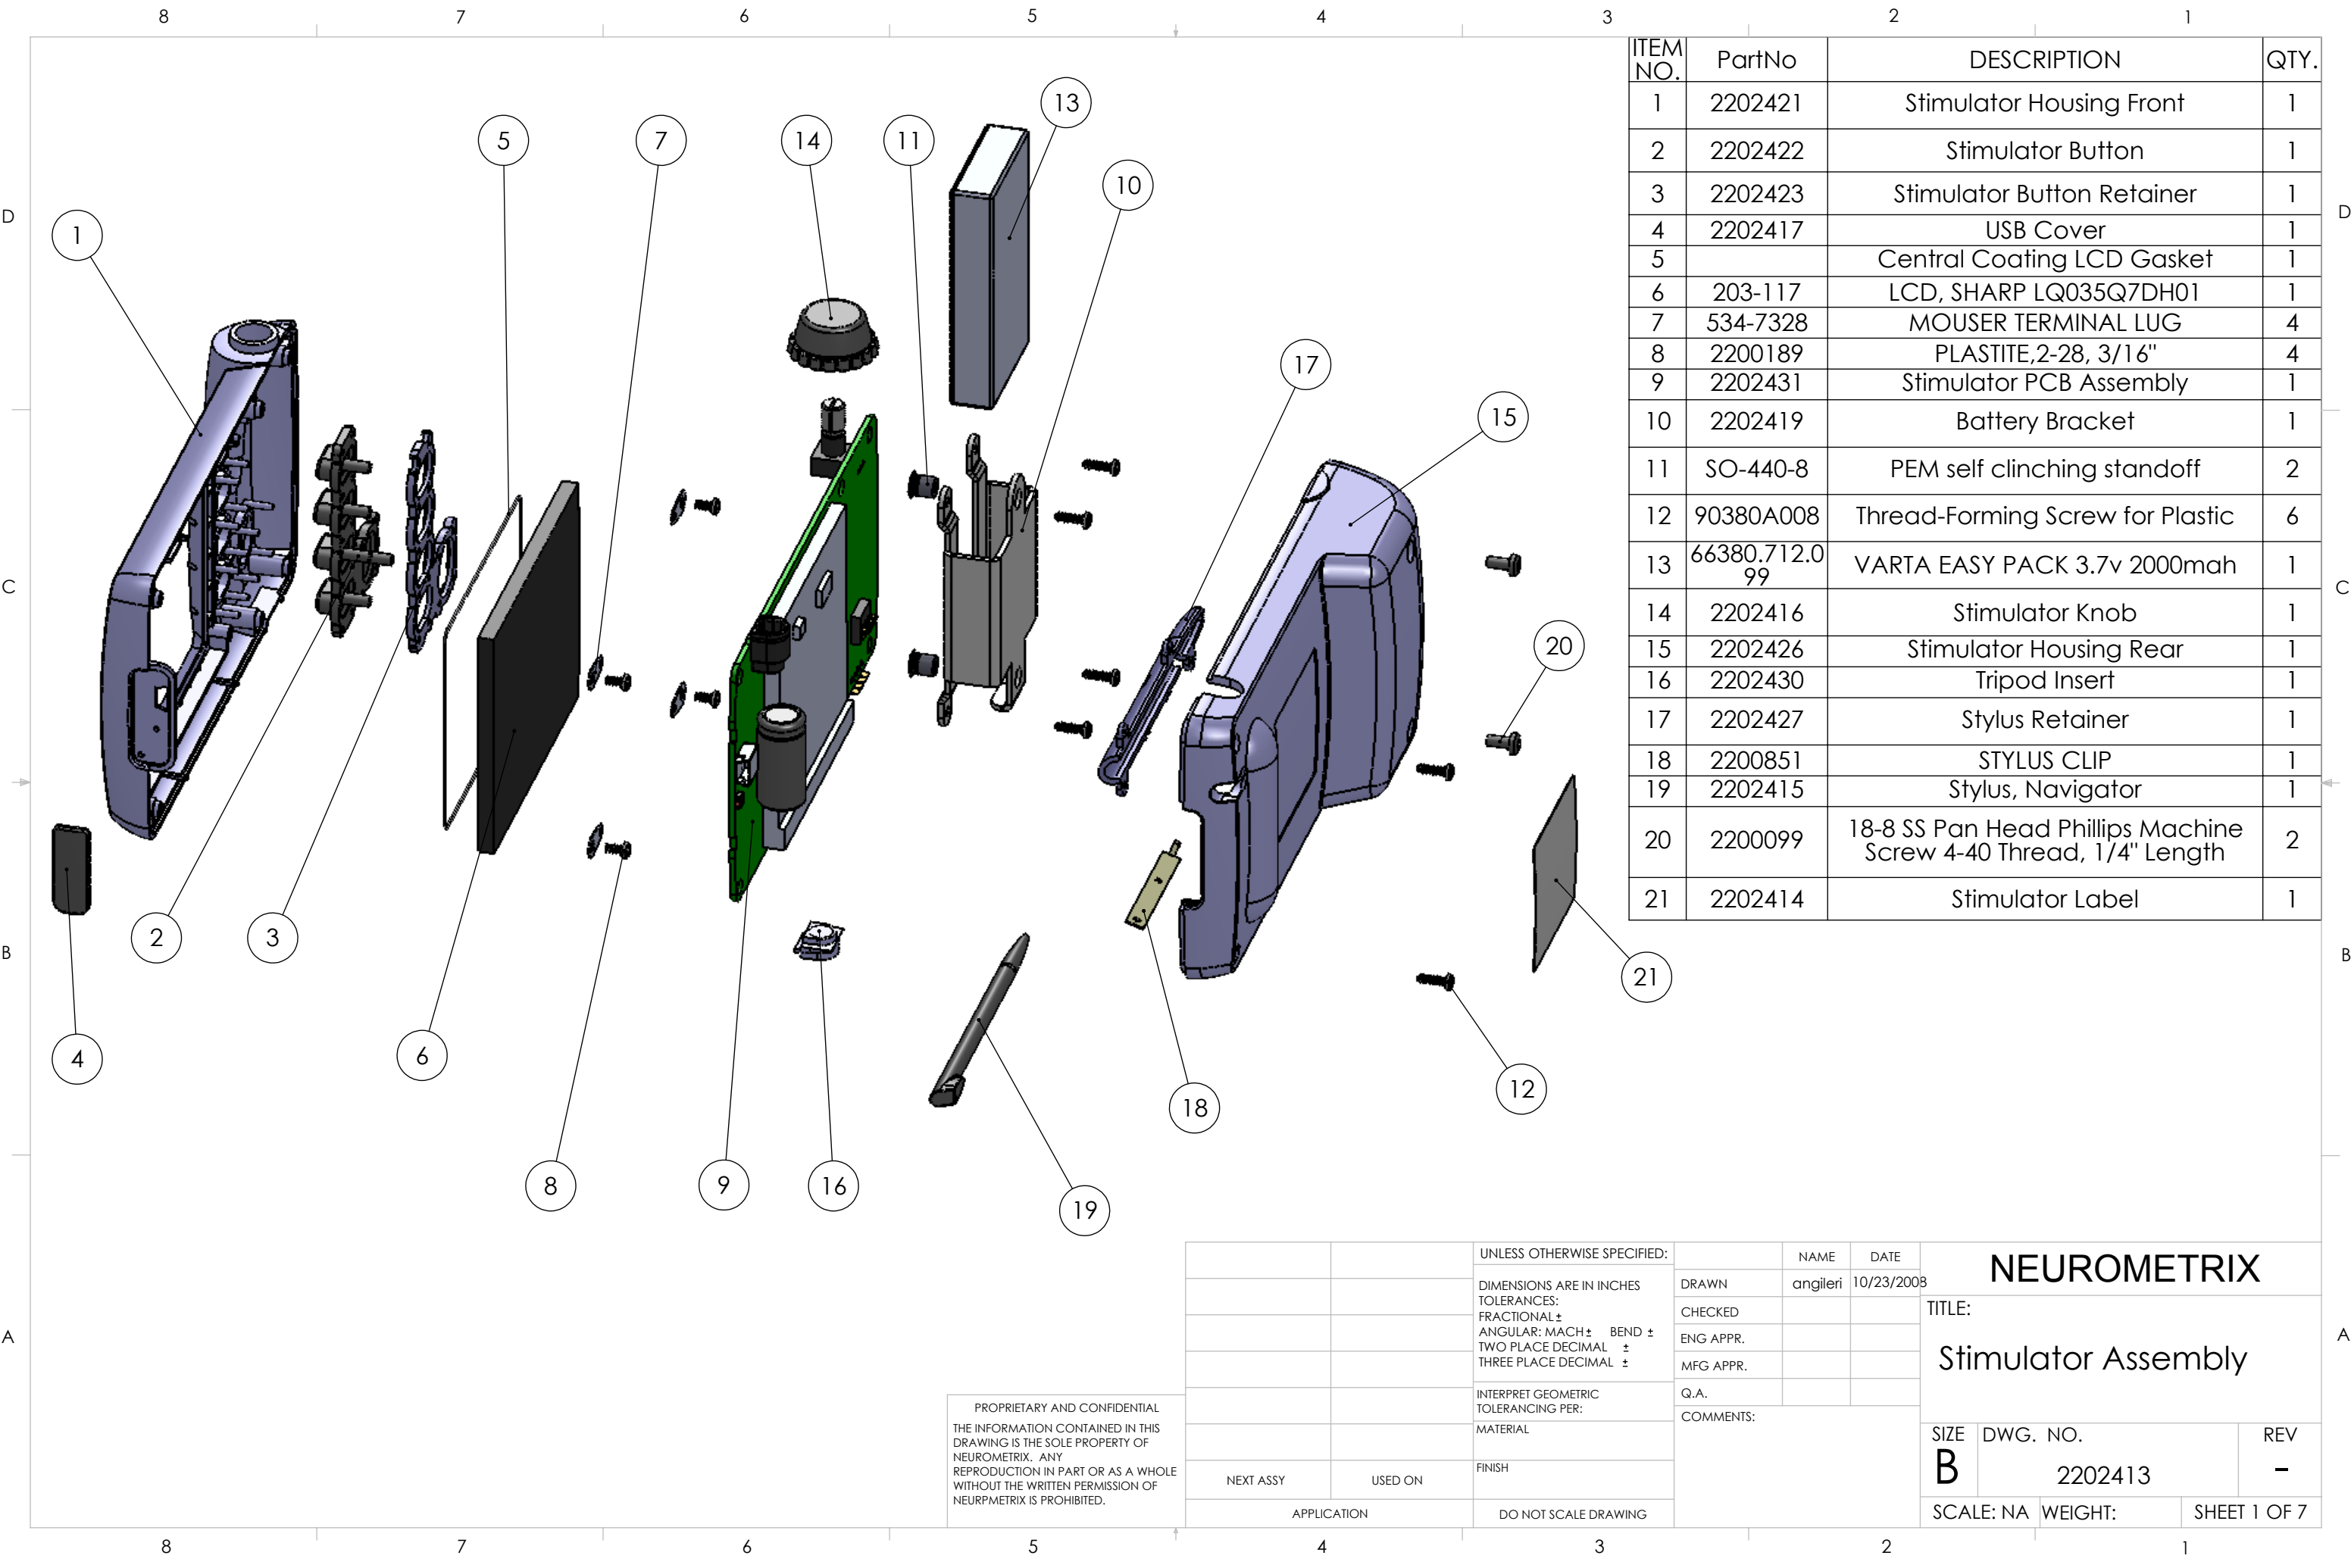 8 7 6 5 4 3 2 1
D
C
B
A
D
C
B
A
1
5
7
14
11
13
10
17
15
20
21
12
4
2
3
6
8
9
16
19
18
ITEM NO. PartNo DESCRIPTION QTY.
1 2202421 Stimulator Housing Front 1
2 2202422 Stimulator Button 1
3 2202423 Stimulator Button Retainer 1
4 2202417 USB Cover 1
5 Central Coating LCD Gasket 1
6 203-117 LCD, SHARP LQ035Q7DH01 1
7 534-7328 MOUSER TERMINAL LUG 4
8 2200189 PLASTITE,2-28, 3/16" 4
9 2202431 Stimulator PCB Assembly 1
10 2202419 Battery Bracket 1
11 SO-440-8 PEM self clinching standoff 2
12 90380A008 Thread-Forming Screw for Plastic 6
13 66380.712.099 VARTA EASY PACK 3.7v 2000mah 1
14 2202416 Stimulator Knob 1
15 2202426 Stimulator Housing Rear 1
16 2202430 Tripod Insert 1
17 2202427 Stylus Retainer 1
18 2200851 STYLUS CLIP 1
19 2202415 Stylus, Navigator 1
20 2200099 18-8 SS Pan Head Phillips Machine Screw 4-40 Thread, 1/4" Length 2
21 2202414 Stimulator Label 1
PROPRIETARY AND CONFIDENTIAL
THE INFORMATION CONTAINED IN THIS
DRAWING IS THE SOLE PROPERTY OF
NEUROMETRIX. ANY
REPRODUCTION IN PART OR AS A WHOLE
WITHOUT THE WRITTEN PERMISSION OF
NEURPMETRIX IS PROHIBITED.
NEXT ASSY USED ON
APPLICATION
UNLESS OTHERWISE SPECIFIED:
DIMENSIONS ARE IN INCHES
TOLERANCES:
FRACTIONAL±
ANGULAR: MACH± BEND ±
TWO PLACE DECIMAL ±
THREE PLACE DECIMAL ±
INTERPRET GEOMETRIC
TOLERANCING PER:
MATERIAL
FINISH
DO NOT SCALE DRAWING
NAME DATE
DRAWN angileri 10/23/2008
CHECKED
ENG APPR.
MFG APPR.
Q.A.
COMMENTS:
NEUROMETRIX
TITLE:
Stimulator Assembly
SIZE DWG. NO. REV
B 2202413 -
SCALE: NA WEIGHT: SHEET 1 OF 7
8 7 6 5 4 3 2 1